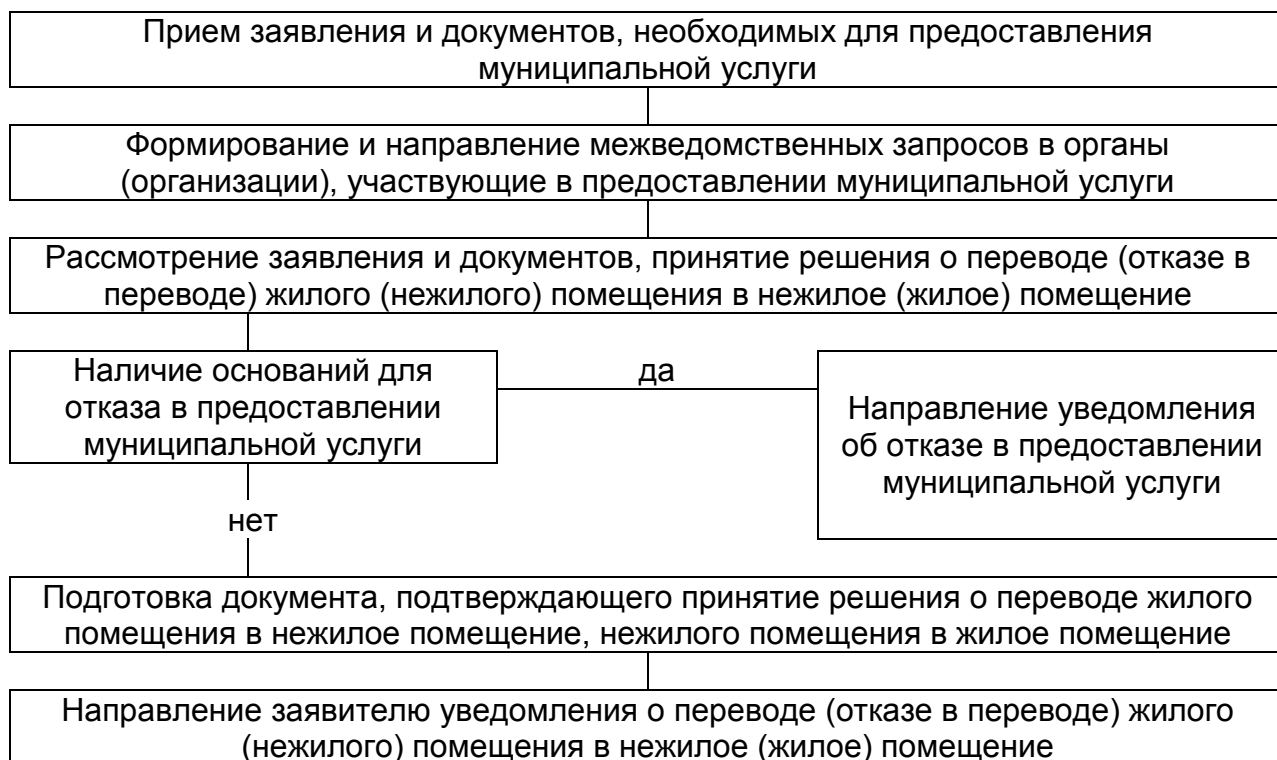 Прием заявления и документов, необходимых для предоставления
муниципальной услуги
Формирование и направление межведомственных запросов в органы
(организации), участвующие в предоставлении муниципальной услуги
Рассмотрение заявления и документов, принятие решения о переводе (отказе в
переводе) жилого (нежилого) помещения в нежилое (жилое) помещение
Наличие оснований для
отказа в предоставлении
муниципальной услуги
да
Направление уведомления
об отказе в предоставлении
муниципальной услуги
нет
Подготовка документа, подтверждающего принятие решения о переводе жилого
помещения в нежилое помещение, нежилого помещения в жилое помещение
Направление заявителю уведомления о переводе (отказе в переводе) жилого
(нежилого) помещения в нежилое (жилое) помещение